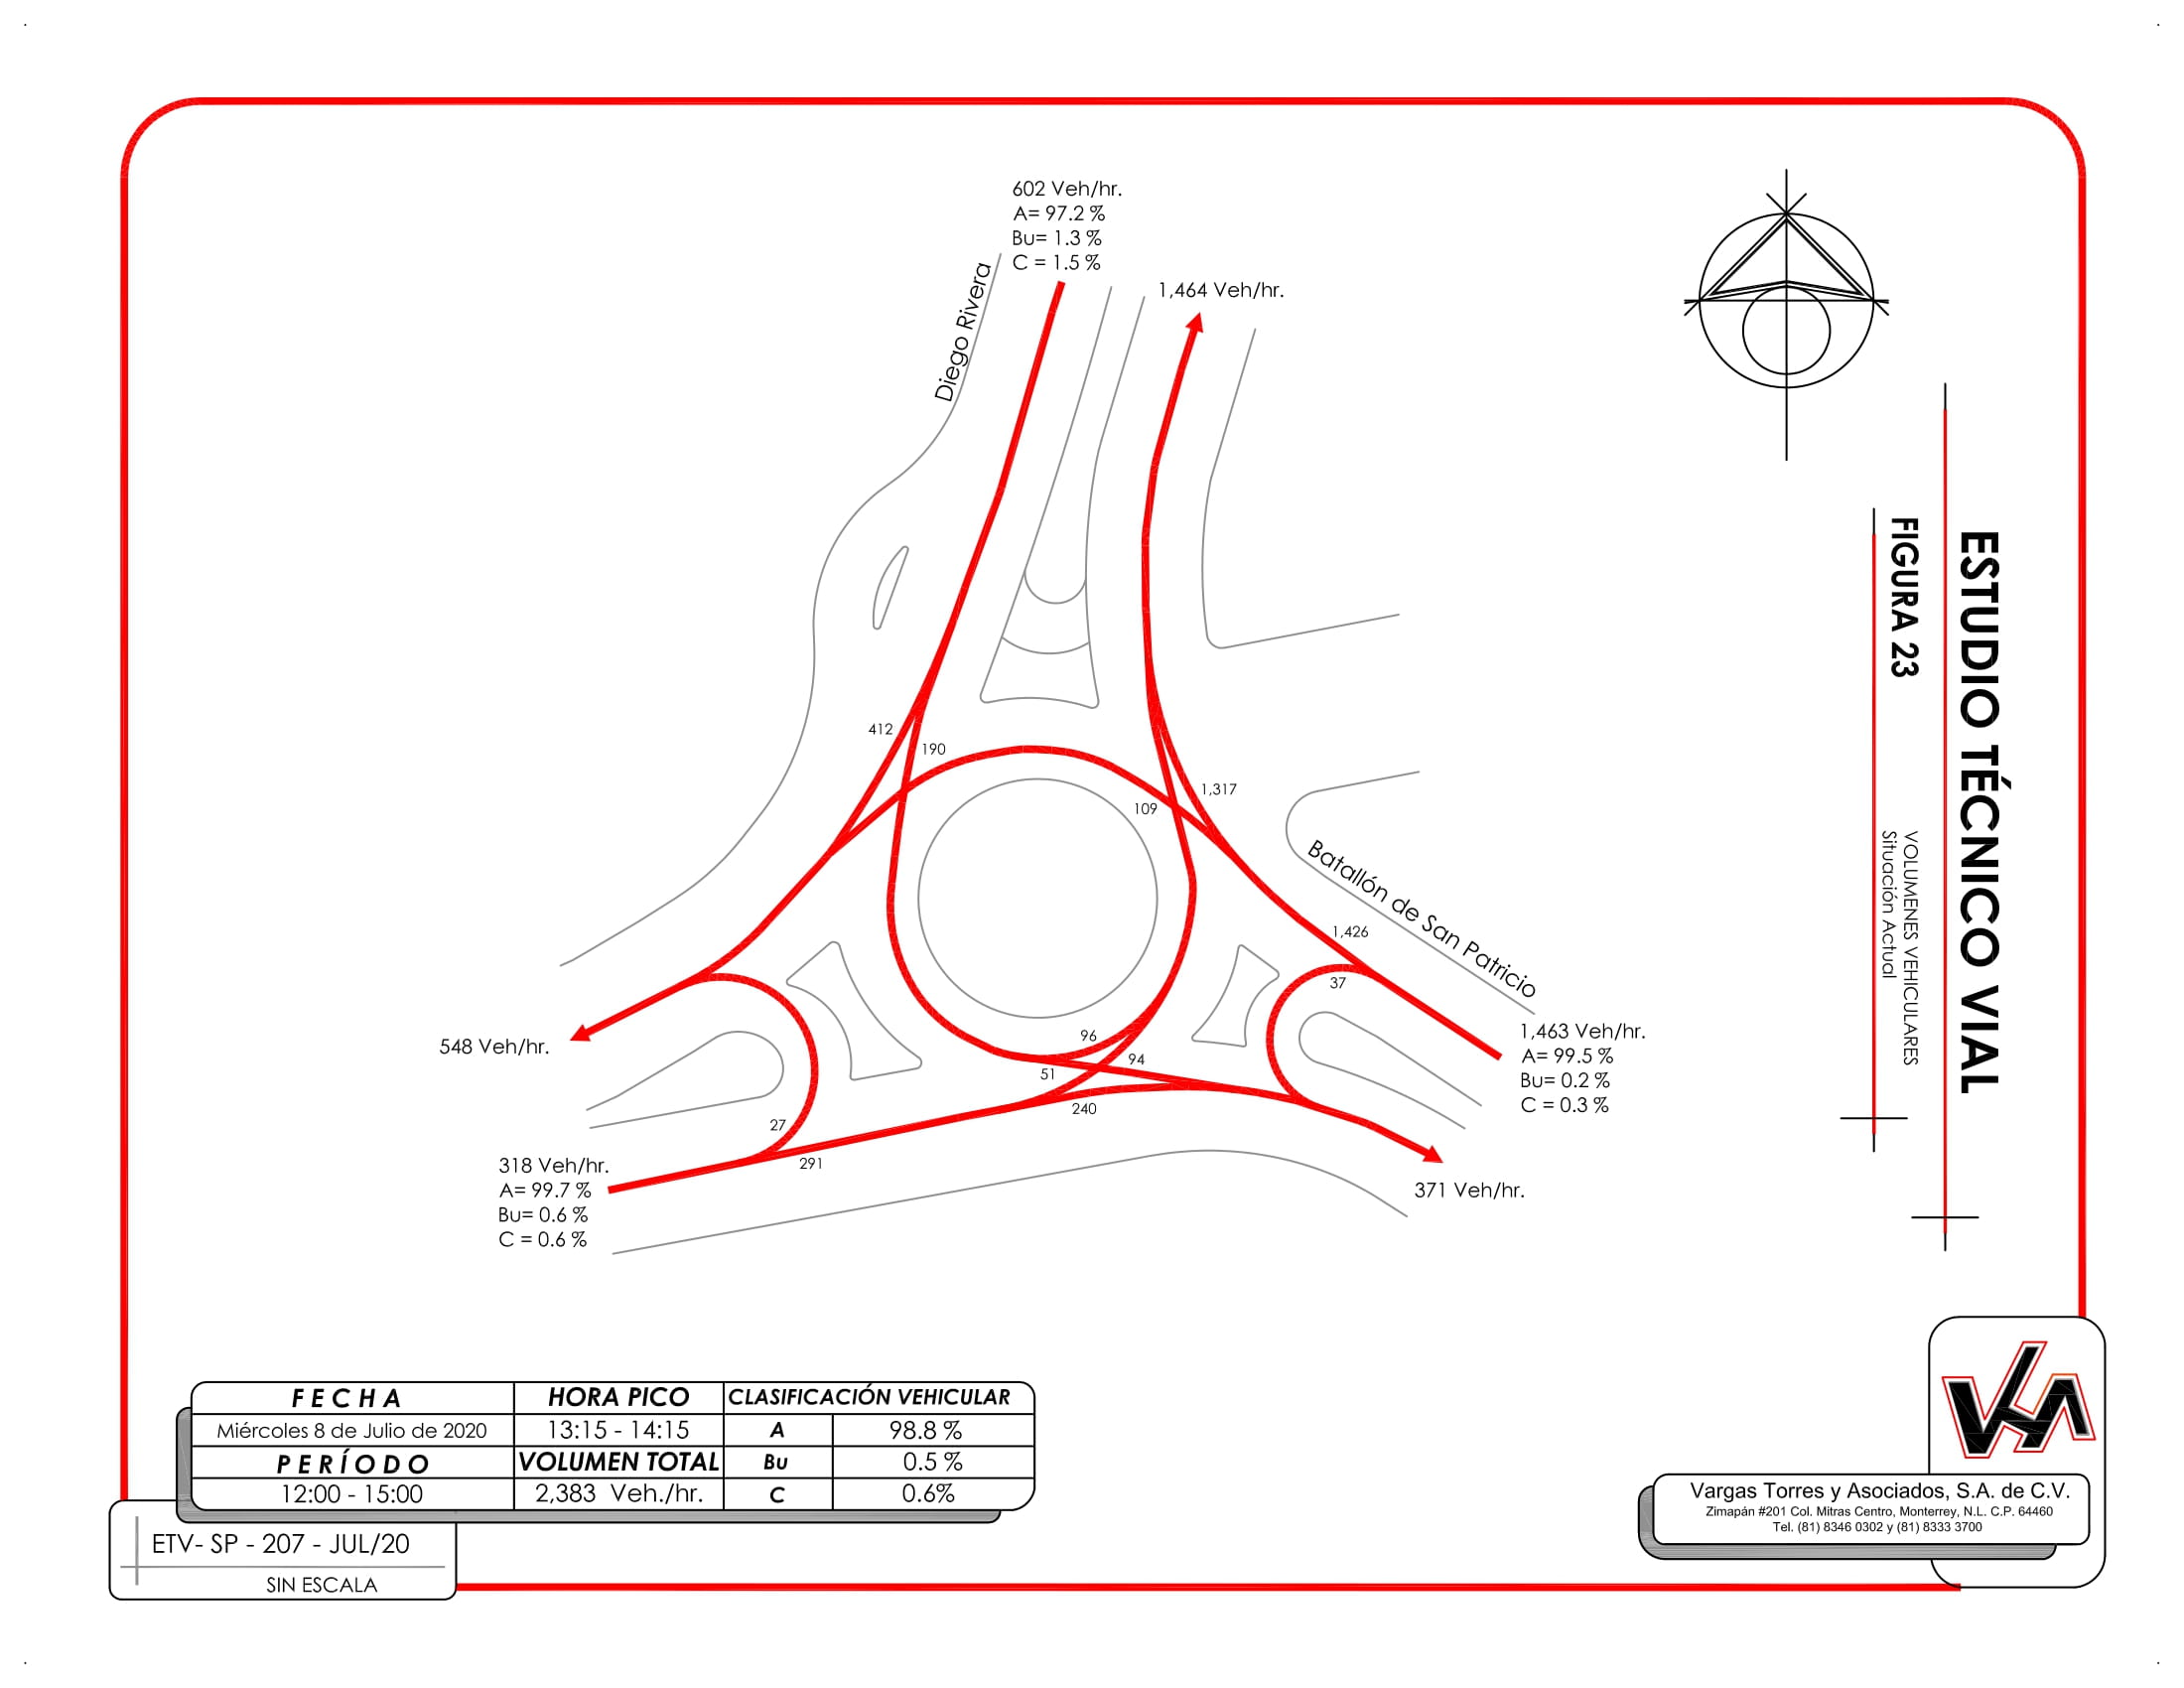 602 Veh/hr.
A= 97.2 %
Bu= 1.3 %
C = 1.5 %
1,464 Veh/hr.
Diego Rivera
412
190
1,317
109
Batallón de San Patricio
1,426
37
548 Veh/hr.
96
94
51
240
1,463 Veh/hr.
A= 99.5 %
Bu= 0.2 %
C = 0.3 %
27
291
318 Veh/hr.
A= 99.7 %
Bu= 0.6 %
C = 0.6 %
371 Veh/hr.
ESTUDIO TÉCNICO VIAL
FIGURA 23
VOLUMENES VEHICULARES
Situación Actual
FECHA HORA PICO CLASIFICACIÓN VEHICULAR
Miércoles 8 de Julio de 2020 13:15 - 14:15 A 98.8 %
PERÍODO VOLUMEN TOTAL Bu 0.5 %
12:00 - 15:00 2,383 Veh./hr. C 0.6%
ETV- SP - 207 - JUL/20
SIN ESCALA
VTA
Vargas Torres y Asociados, S.A. de C.V.
Zimapán #201 Col. Mitras Centro, Monterrey, N.L. C.P. 64460
Tel. (81) 8346 0302 y (81) 8333 3700